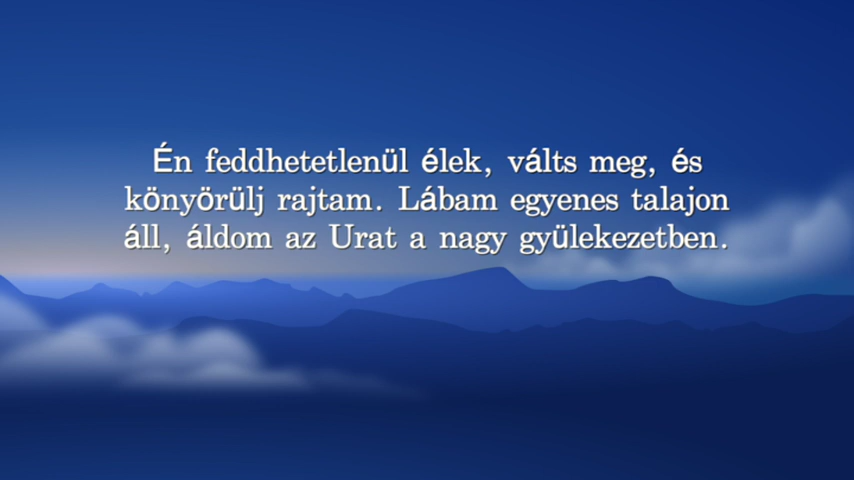 Én feddhetetlenül élek, válts meg, és
könyörülj rajtam. Lábam egyenes talajon
áll, áldom az Urat a nagy gyülekezetben.